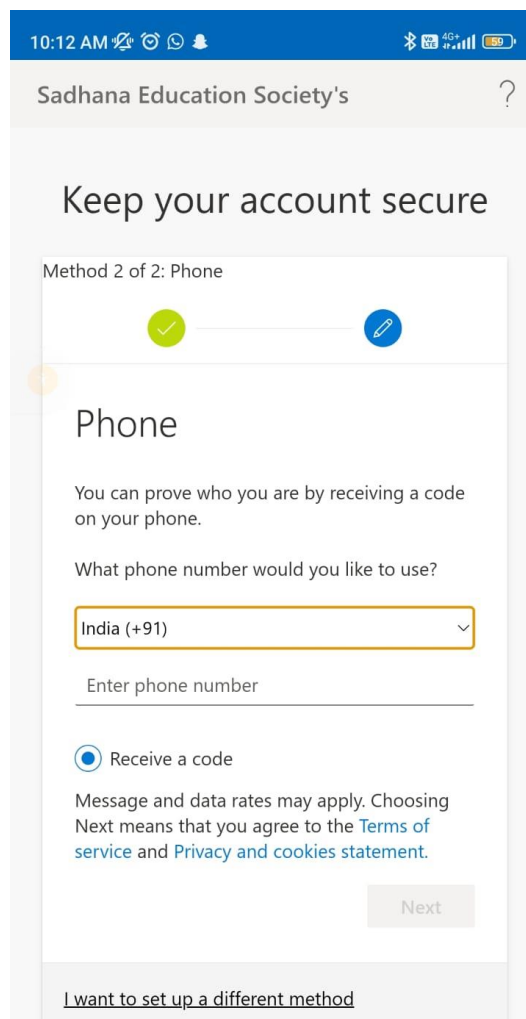 10:12 AM
4G+
59
Sadhana Education Society's
?
Keep your account secure
Method 2 of 2: Phone
Phone
You can prove who you are by receiving a code
on your phone.
What phone number would you like to use?
India (+91)
Enter phone number
Receive a code
Message and data rates may apply. Choosing
Next means that you agree to the Terms of
service and Privacy and cookies statement.
Next
I want to set up a different method